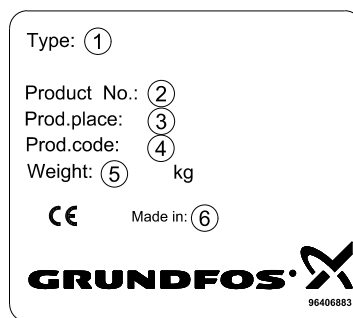 Type: 1
Product No.: 2
Prod.place: 3
Prod.code: 4
Weight: 5 kg
CE Made in: 6
GRUNDFOS
96406883